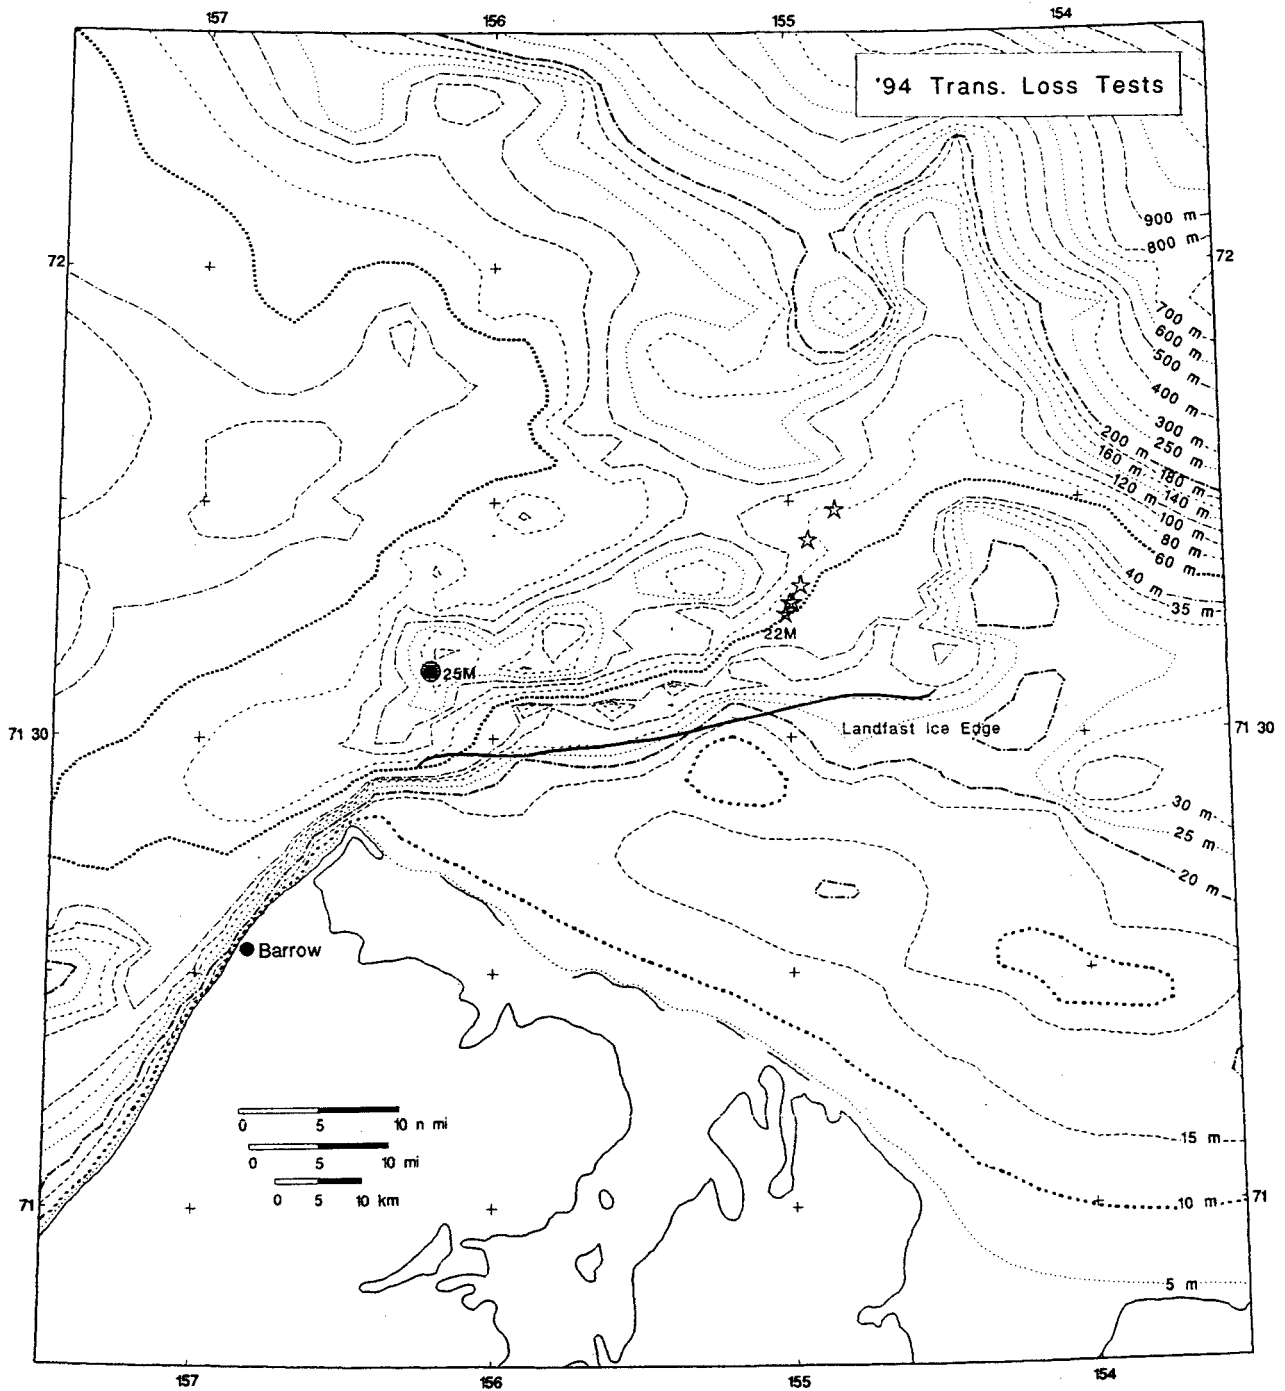 157
156
155
154
'94 Trans. Loss Tests
900 m
800 m
72
72
700 m
600 m
500 m
400 m
300 m
250 m
200 m
180 m
160 m
140 m
120 m
100 m
80 m
60 m
40 m
35 m
22M
25M
71 30
Landfast Ice Edge
71 30
30 m
25 m
20 m
Barrow
0 5 10 n mi
0 5 10 mi
0 5 10 km
15 m
71
10 m
71
5 m
157
156
155
154